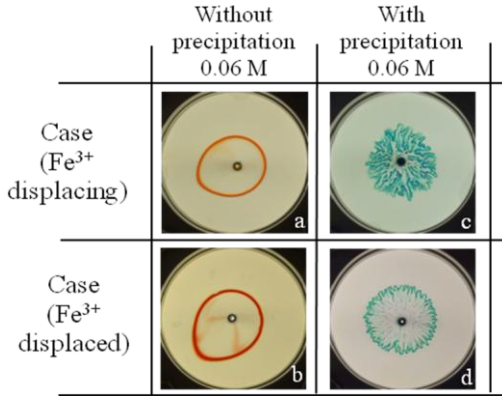 Without
precipitation
0.06 M
With
precipitation
0.06 M
Case
(Fe³⁺
displacing)
a
c
Case
(Fe³⁺
displaced)
b
d